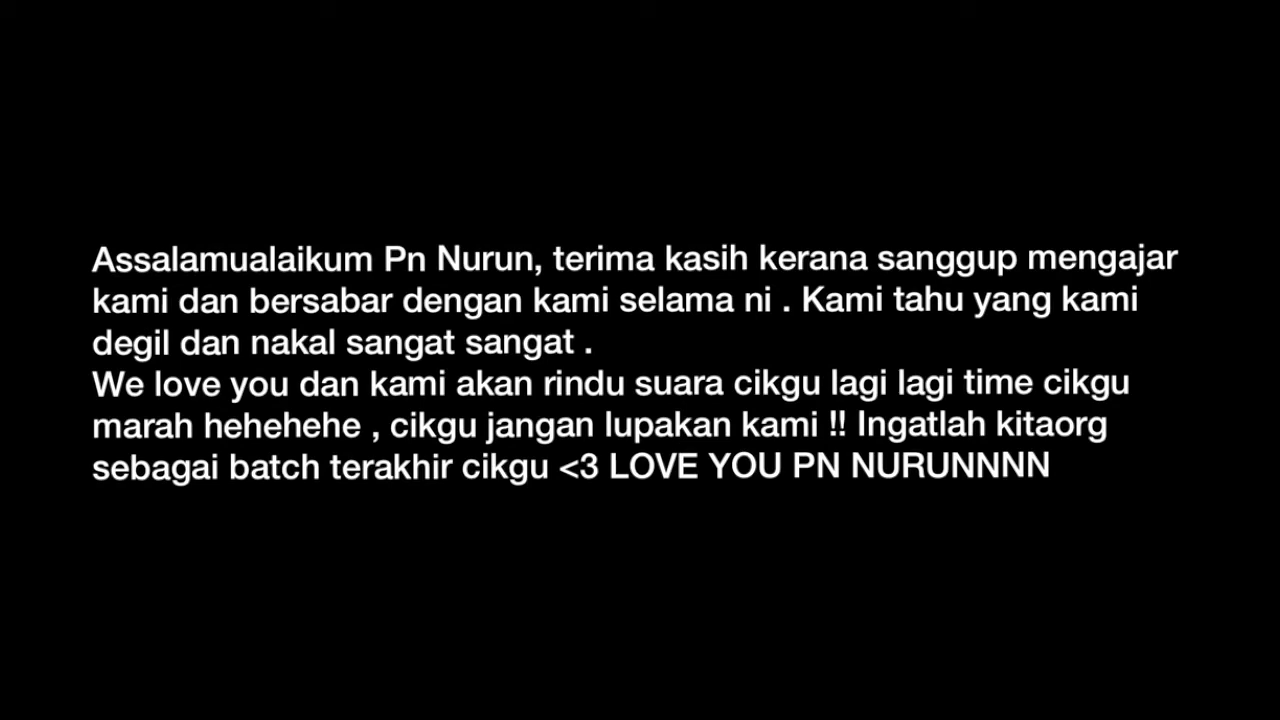 Assalamualaikum Pn Nurun, terima kasih kerana sanggup mengajar
kami dan bersabar dengan kami selama ni . Kami tahu yang kami
degil dan nakal sangat sangat .
We love you dan kami akan rindu suara cikgu lagi lagi time cikgu
marah hehehehe , cikgu jangan lupakan kami !! Ingatlah kitaorg
sebagai batch terakhir cikgu <3 LOVE YOU PN NURUNNNN